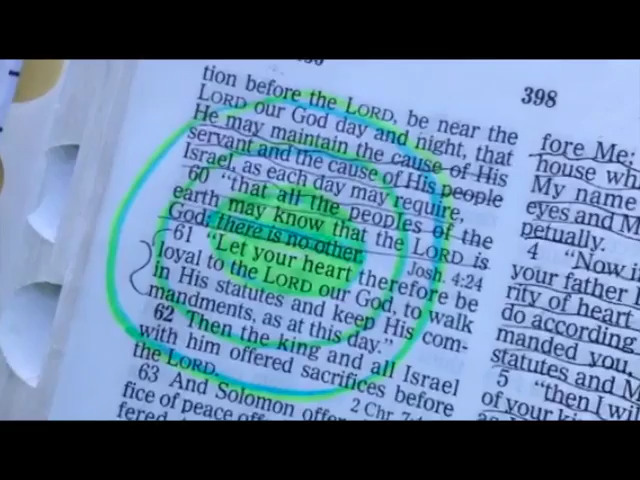 398
tion before the LORD, be near the
LORD our God day and night, that
He may maintain the cause of His
servant and the cause of His people
Israel, as each day may require,
60 "that all the peoples of the
earth may know that the LORD is
God; there is no other.
Josh. 4:24
61 "Let your heart therefore be
loyal to the LORD our God, to walk
in His statutes and keep His com-
mandments, as at this day."
62 Then the king and all Israel
with him offered sacrifices before
the LORD.
2 Chr.
63 And Solomon
fice of peace
fore Me;
house
My name
eyes and M
petually.
4 "Now i
your father
rity of heart
do according
manded you,
statutes and M
5 "then I wil
of your